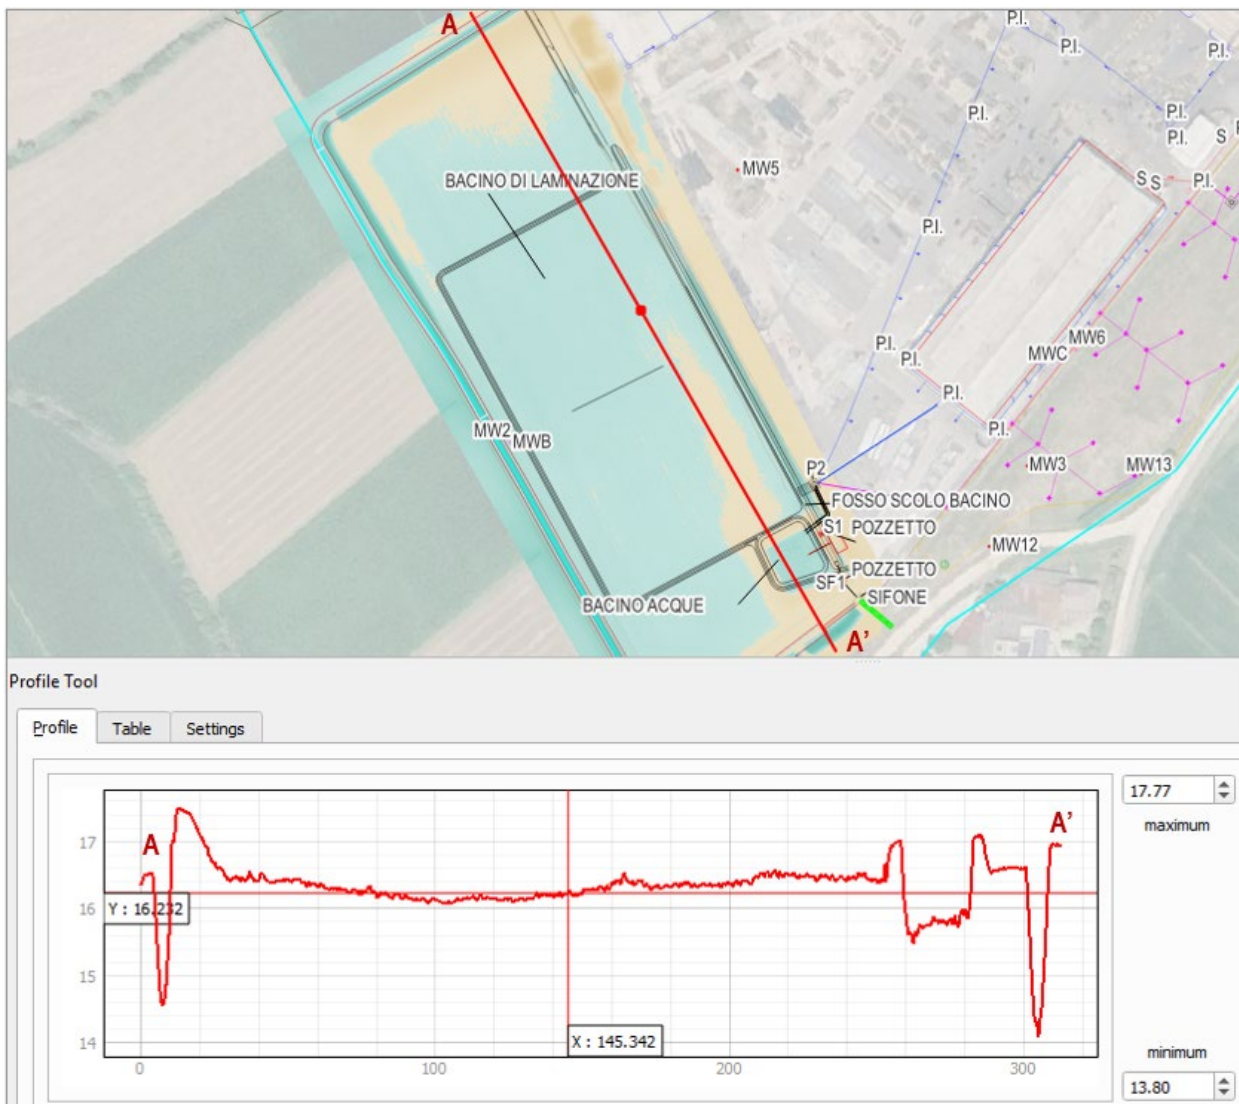 A
P.I.
P.I.
P.I.
P.I.
P.I.
P.I.
S
MW5
BACINO DI LAMINAZIONE
S S
P.I.
P.I.
P.I.
MW6
MWC
P.I.
P.I.
P.I.
MW2
MWB
P2
MW3
MW13
FOSSO SCOLO BACINO
S1
POZZETTO
MW12
POZZETTO
SF1
SIFONE
BACINO ACQUE
A'
Profile Tool
Profile
Table
Settings
17.77
maximum
17
A
A'
Y : 16.232
16
15
14
X : 145.342
0
100
200
300
minimum
13.80